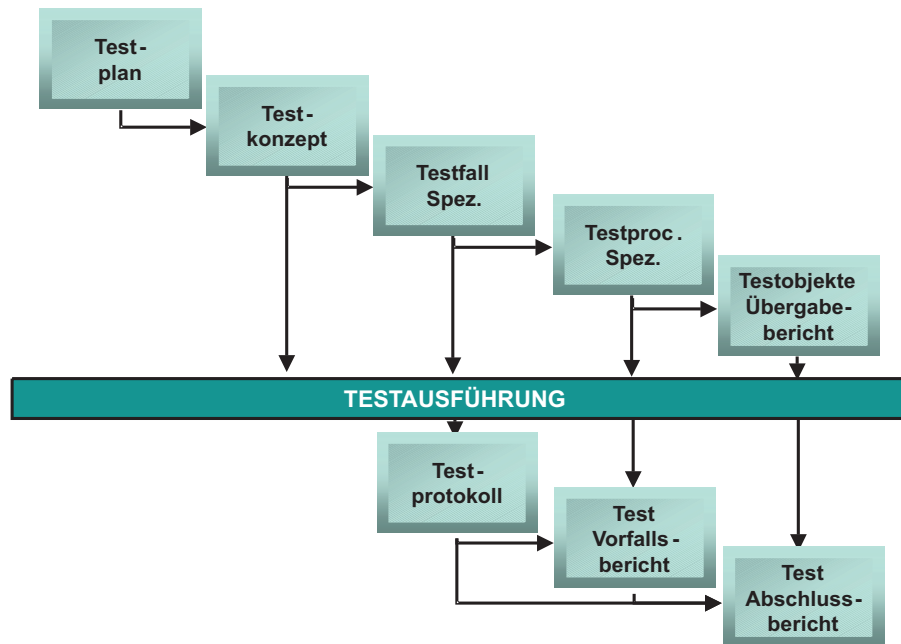 Test-
plan
Test-
konzept
Testfall
Spez.
Testproc.
Spez.
Testobjekte
Übergabe-
bericht
TESTAUSFÜHRUNG
Test-
protokoll
Test
Vorfalls-
bericht
Test
Abschluss-
bericht